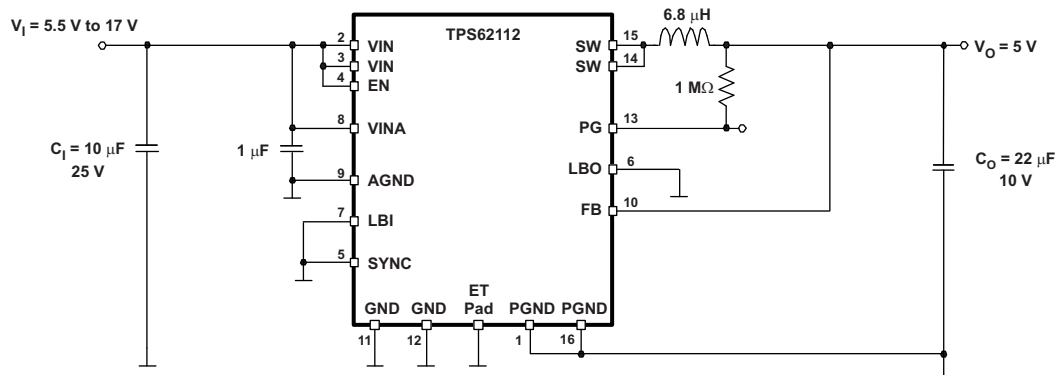 V_I = 5.5 V to 17 V
TPS62112
6.8 μH
2 VIN
3 VIN
4 EN
8 VINA
9 AGND
7 LBI
5 SYNC
SW 15
SW 14
PG 13
LBO 6
FB 10
1 MΩ
V_O = 5 V
C_I = 10 μF
25 V
1 μF
C_O = 22 μF
10 V
GND
11
GND
12
ET
Pad
PGND
1
PGND
16